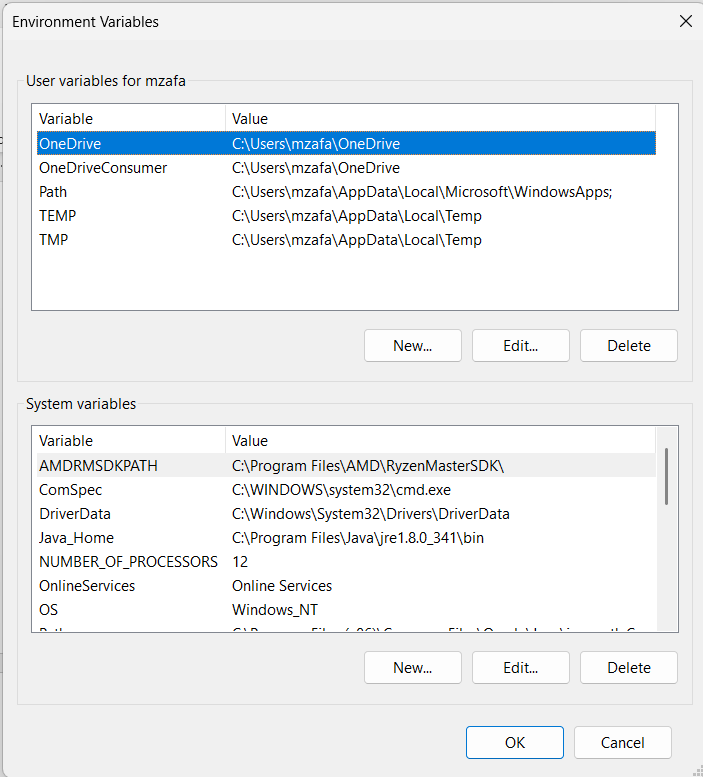 Environment Variables
User variables for mzafa
Variable Value
OneDrive C:\Users\mzafa\OneDrive
OneDriveConsumer C:\Users\mzafa\OneDrive
Path C:\Users\mzafa\AppData\Local\Microsoft\WindowsApps;
TEMP C:\Users\mzafa\AppData\Local\Temp
TMP C:\Users\mzafa\AppData\Local\Temp
New... Edit... Delete
System variables
Variable Value
AMDRMSDKPATH C:\Program Files\AMD\RyzenMasterSDK\
ComSpec C:\WINDOWS\system32\cmd.exe
DriverData C:\Windows\System32\Drivers\DriverData
Java_Home C:\Program Files\Java\jre1.8.0_341\bin
NUMBER_OF_PROCESSORS 12
OnlineServices Online Services
OS Windows_NT
New... Edit... Delete
OK Cancel